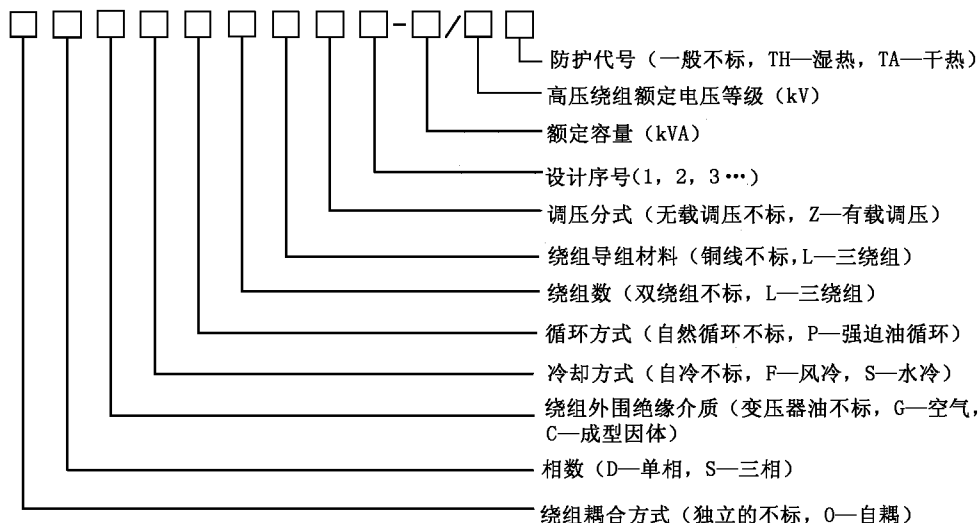 -/
防护代号（一般不标，TH—湿热，TA—干热）
高压绕组额定电压等级（kV）
额定容量（kVA）
设计序号(1，2，3…)
调压分式（无载调压不标，Z—有载调压）
绕组导组材料（铜线不标,L—三绕组）
绕组数（双绕组不标，L—三绕组）
循环方式（自然循环不标，P—强迫油循环）
冷却方式（自冷不标，F—风冷，S—水冷）
绕组外围绝缘介质（变压器油不标，G—空气，
C—成型因体）
相数（D—单相，S—三相）
绕组耦合方式（独立的不标，O—自耦）